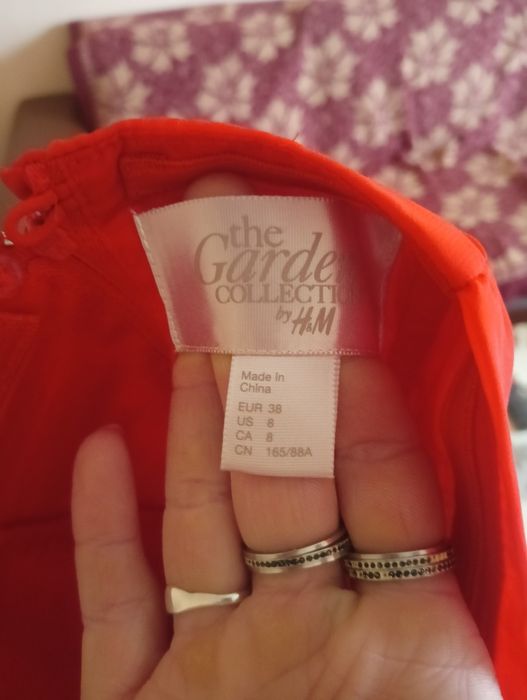 the
Garden
COLLECTION
by H&M
Made in
China
EUR 38
US 8
CA 8
CN 165/88A